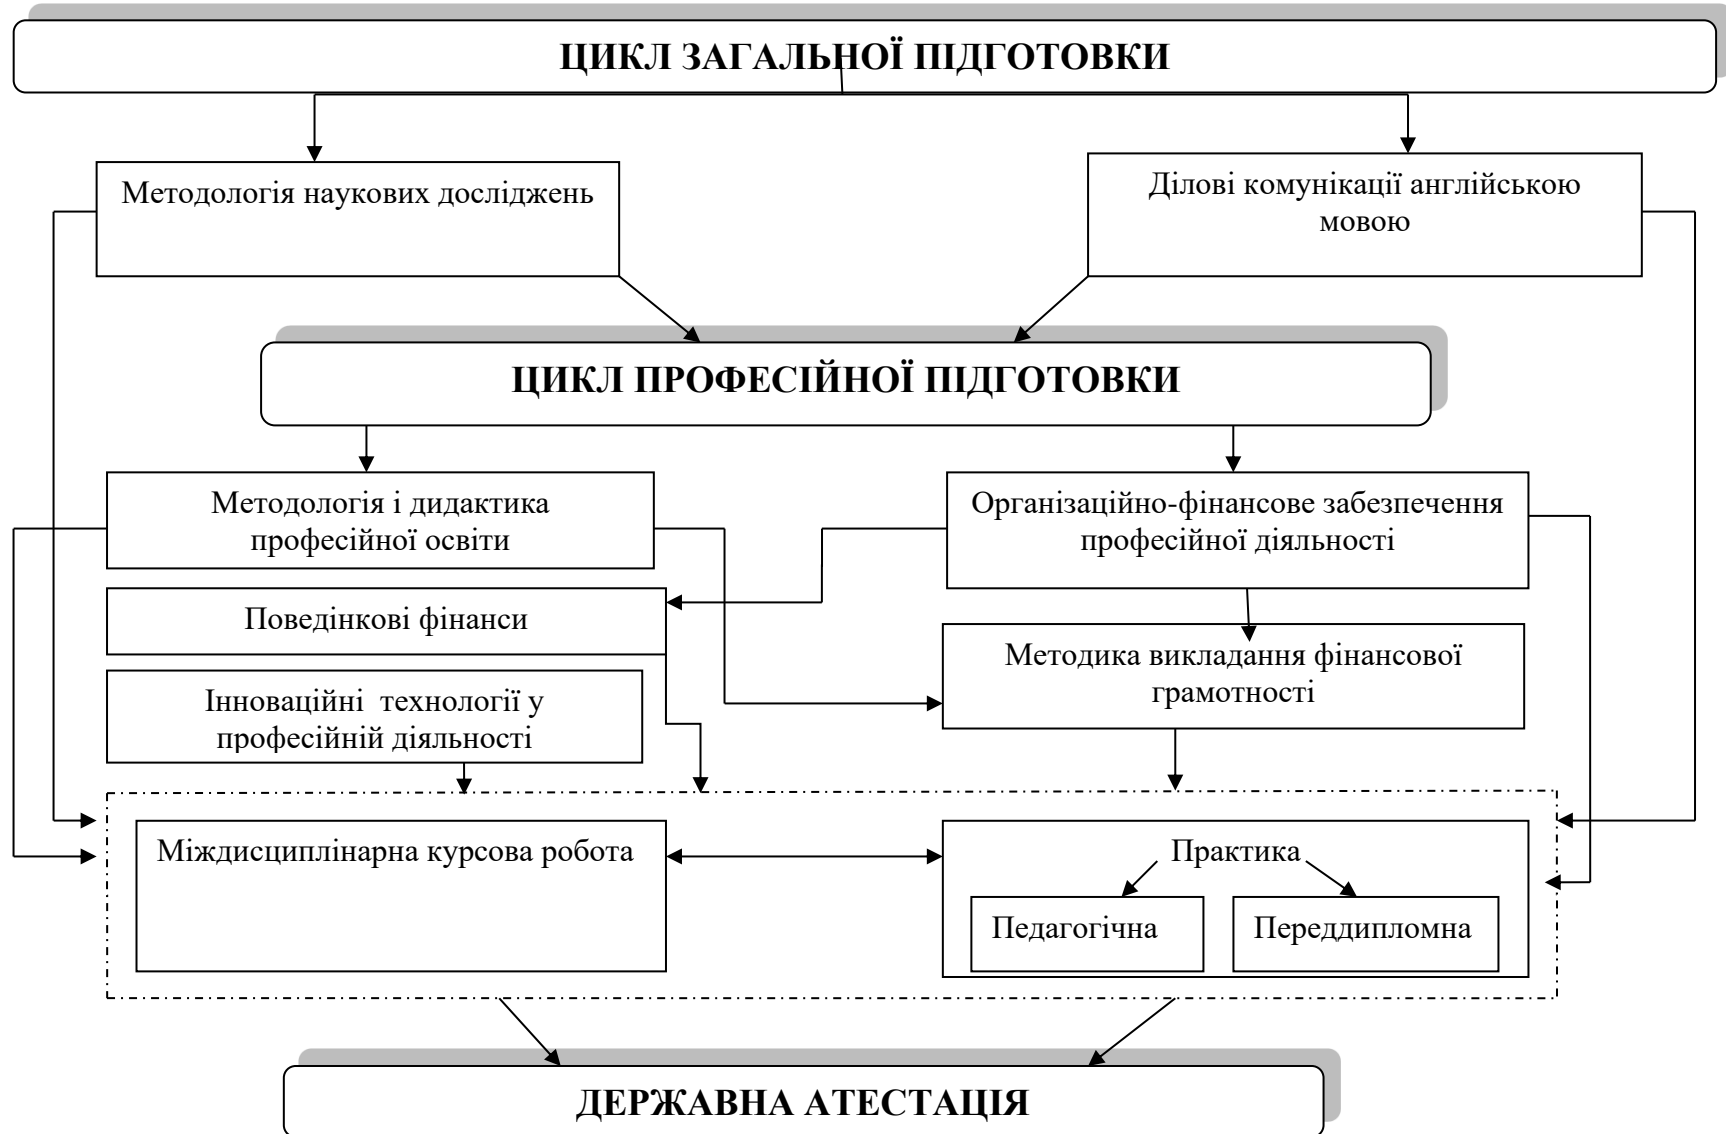 ЦИКЛ ЗАГАЛЬНОЇ ПІДГОТОВКИ
Методологія наукових досліджень
Ділові комунікації англійською
мовою
ЦИКЛ ПРОФЕСІЙНОЇ ПІДГОТОВКИ
Методологія і дидактика
професійної освіти
Організаційно-фінансове забезпечення
професійної діяльності
Поведінкові фінанси
Методика викладання фінансової
грамотності
Інноваційні технології у
професійній діяльності
Міждисциплінарна курсова робота
Практика
Педагогічна
Переддипломна
ДЕРЖАВНА АТЕСТАЦІЯ